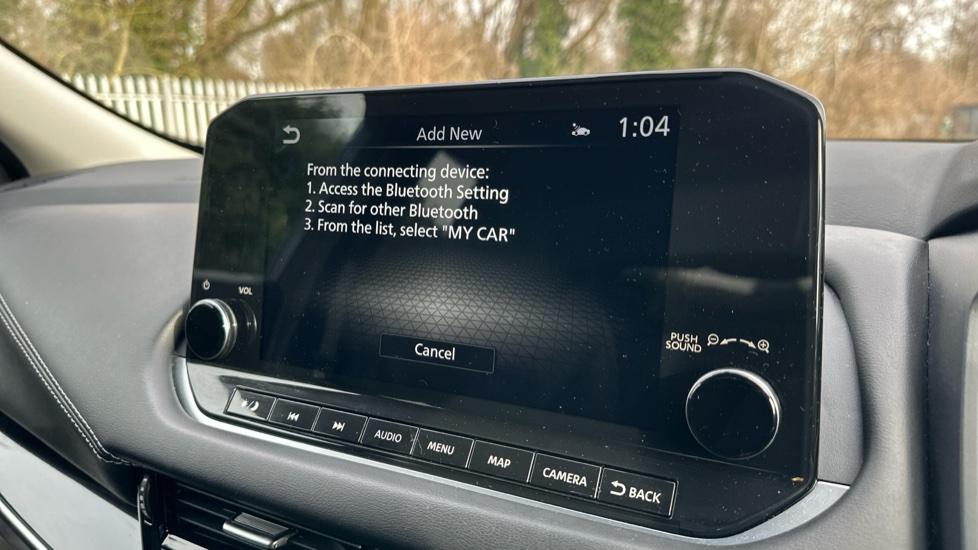 Add New
1:04
From the connecting device:
1. Access the Bluetooth Setting
2. Scan for other Bluetooth
3. From the list, select "MY CAR"
Cancel
VOL
PUSH
SOUND
AUDIO
MENU
MAP
CAMERA
BACK